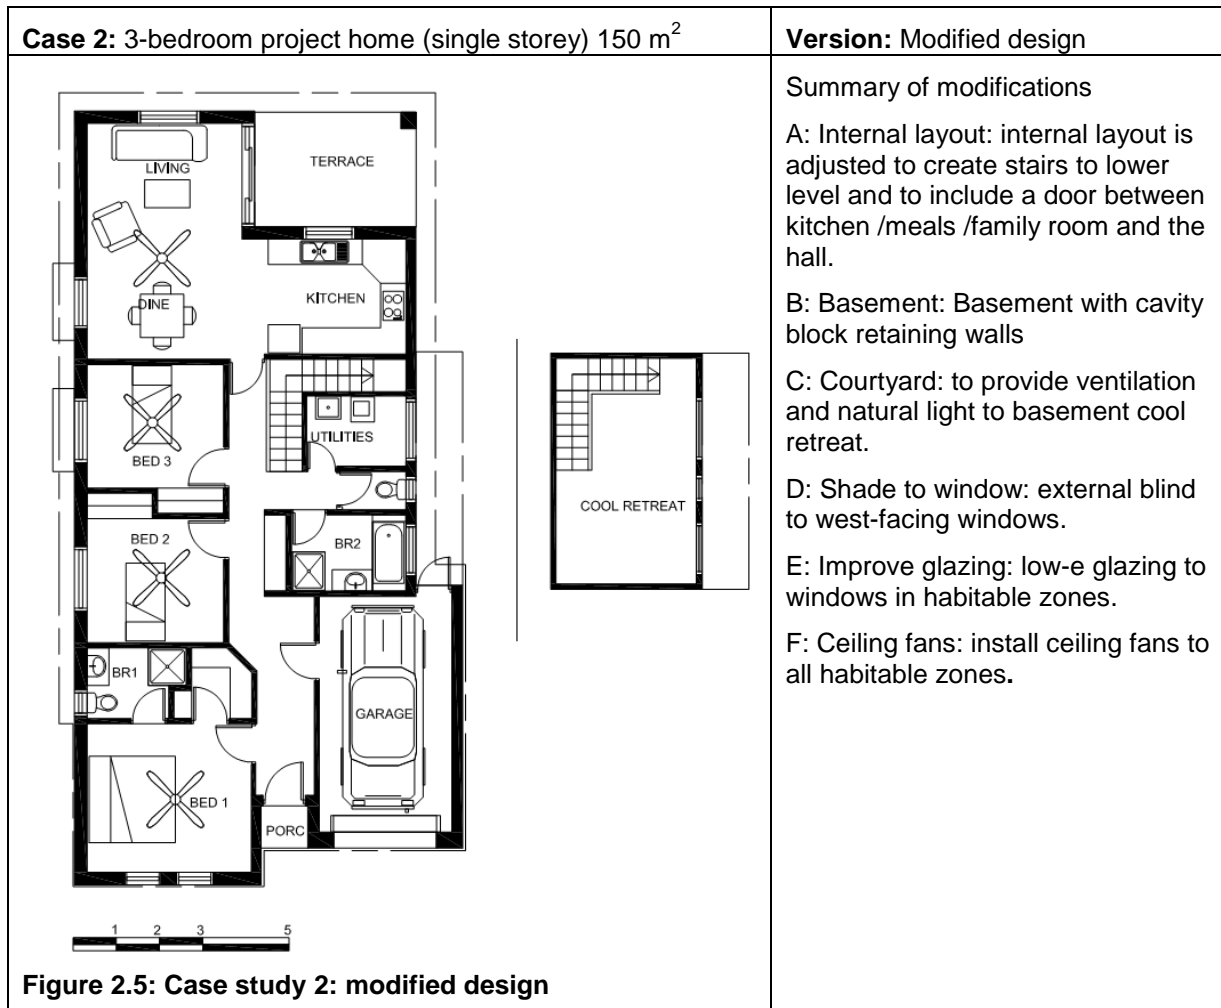 Case 2: 3-bedroom project home (single storey) 150 m²
Version: Modified design
LIVING
TERRACE
DINE
KITCHEN
BED 3
UTILITIES
BED 2
BR2
BR1
GARAGE
BED 1
PORC
COOL RETREAT
1 2 3 5
Figure 2.5: Case study 2: modified design
Summary of modifications
A: Internal layout: internal layout is
adjusted to create stairs to lower
level and to include a door between
kitchen /meals /family room and the
hall.
B: Basement: Basement with cavity
block retaining walls
C: Courtyard: to provide ventilation
and natural light to basement cool
retreat.
D: Shade to window: external blind
to west-facing windows.
E: Improve glazing: low-e glazing to
windows in habitable zones.
F: Ceiling fans: install ceiling fans to
all habitable zones.